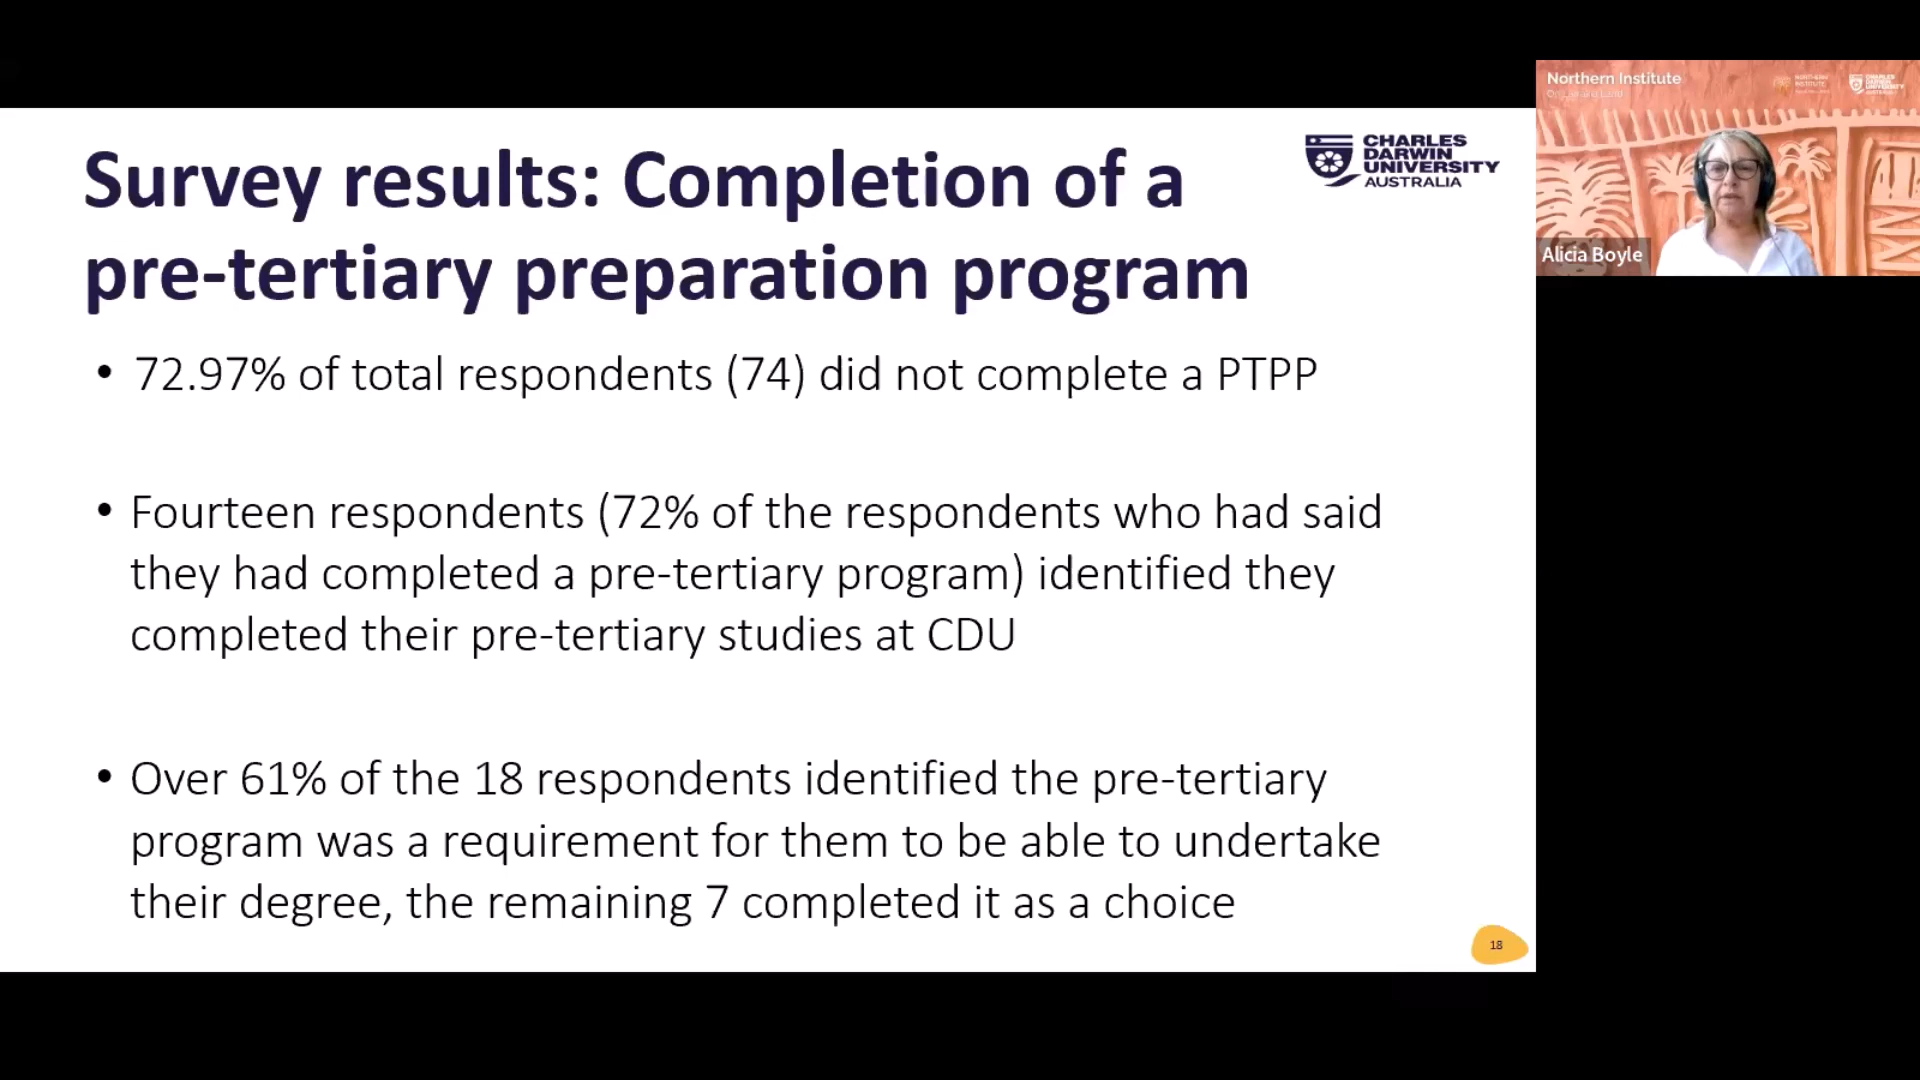 Survey results: Completion of a
pre-tertiary preparation program
CHARLES
DARWIN
UNIVERSITY
AUSTRALIA
• 72.97% of total respondents (74) did not complete a PTPP
• Fourteen respondents (72% of the respondents who had said
they had completed a pre-tertiary program) identified they
completed their pre-tertiary studies at CDU
• Over 61% of the 18 respondents identified the pre-tertiary
program was a requirement for them to be able to undertake
their degree, the remaining 7 completed it as a choice
18
Northern Institute
CHARLES
DARWIN
UNIVERSITY
AUSTRALIA
Alicia Boyle